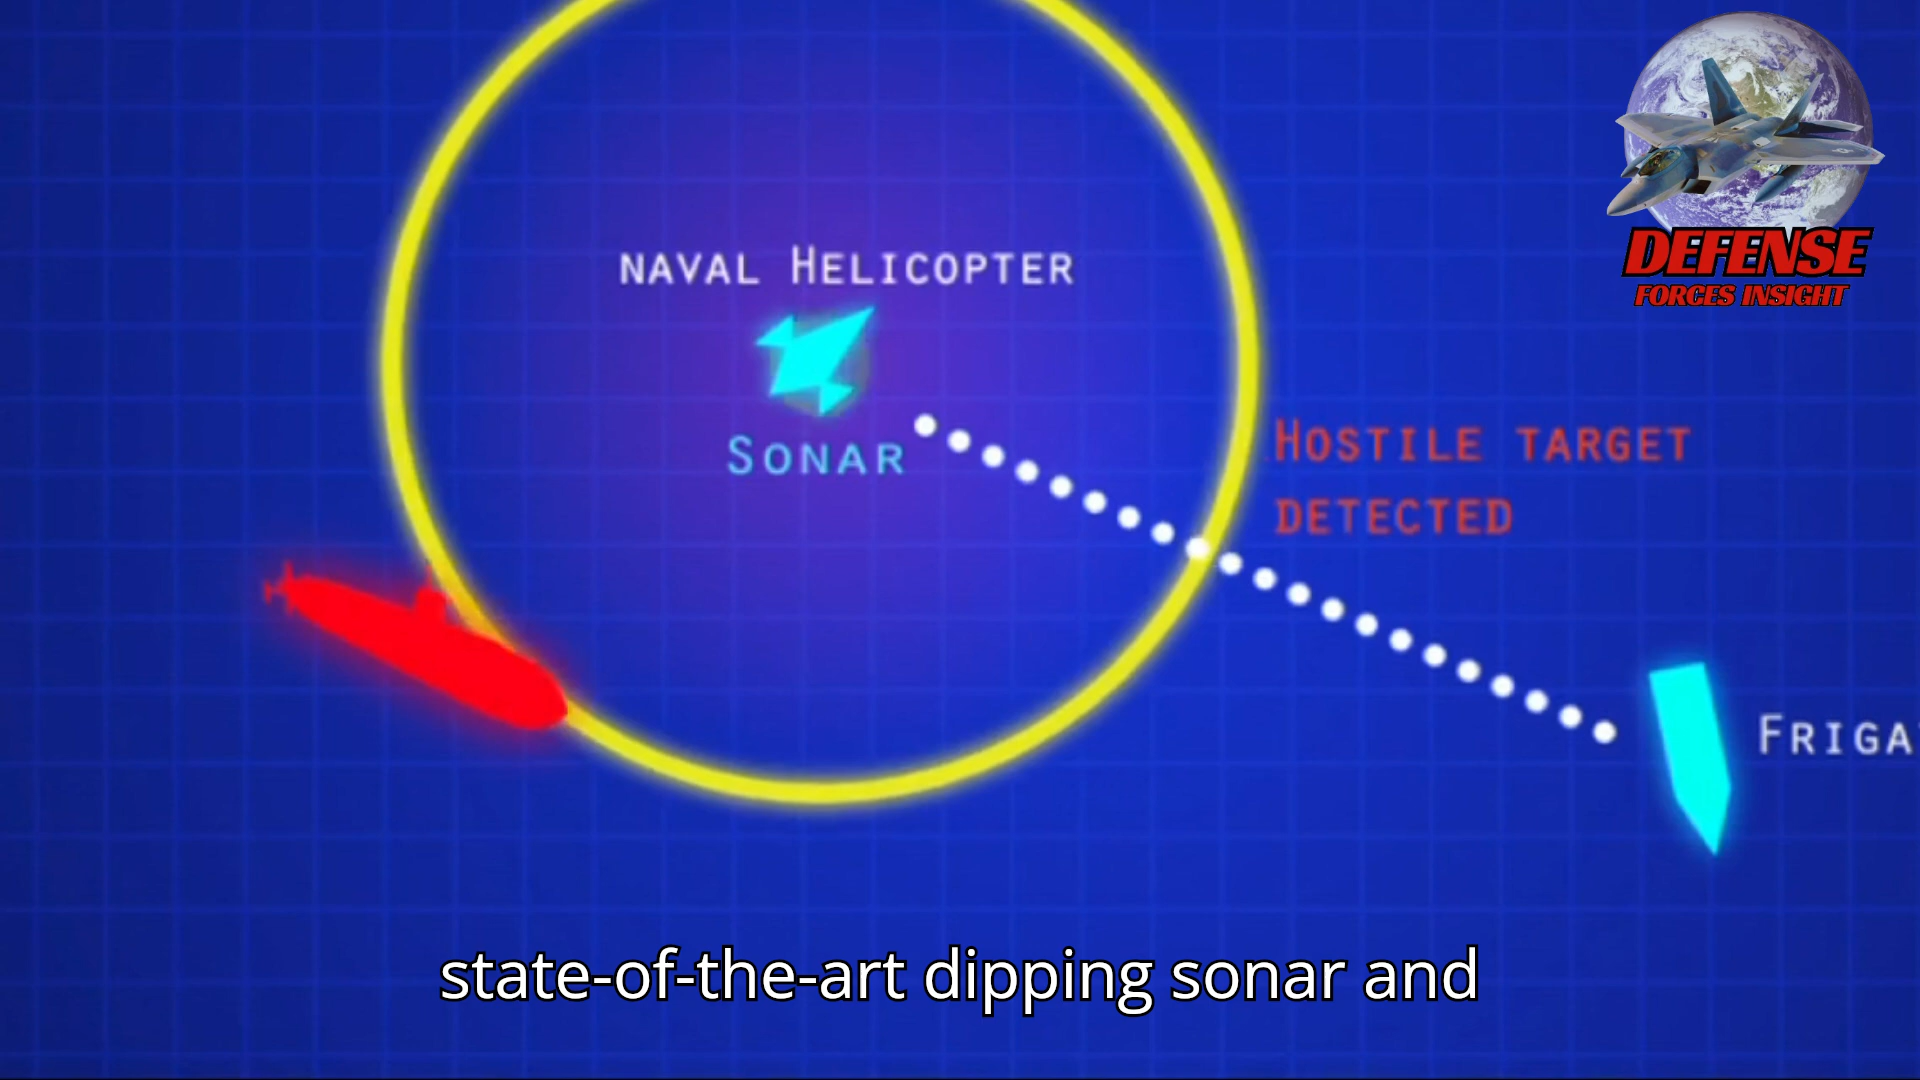 DEFENSE
FORCES INSIGHT
NAVAL HELICOPTER
SONAR
HOSTILE TARGET
DETECTED
FRIGA
state-of-the-art dipping sonar and